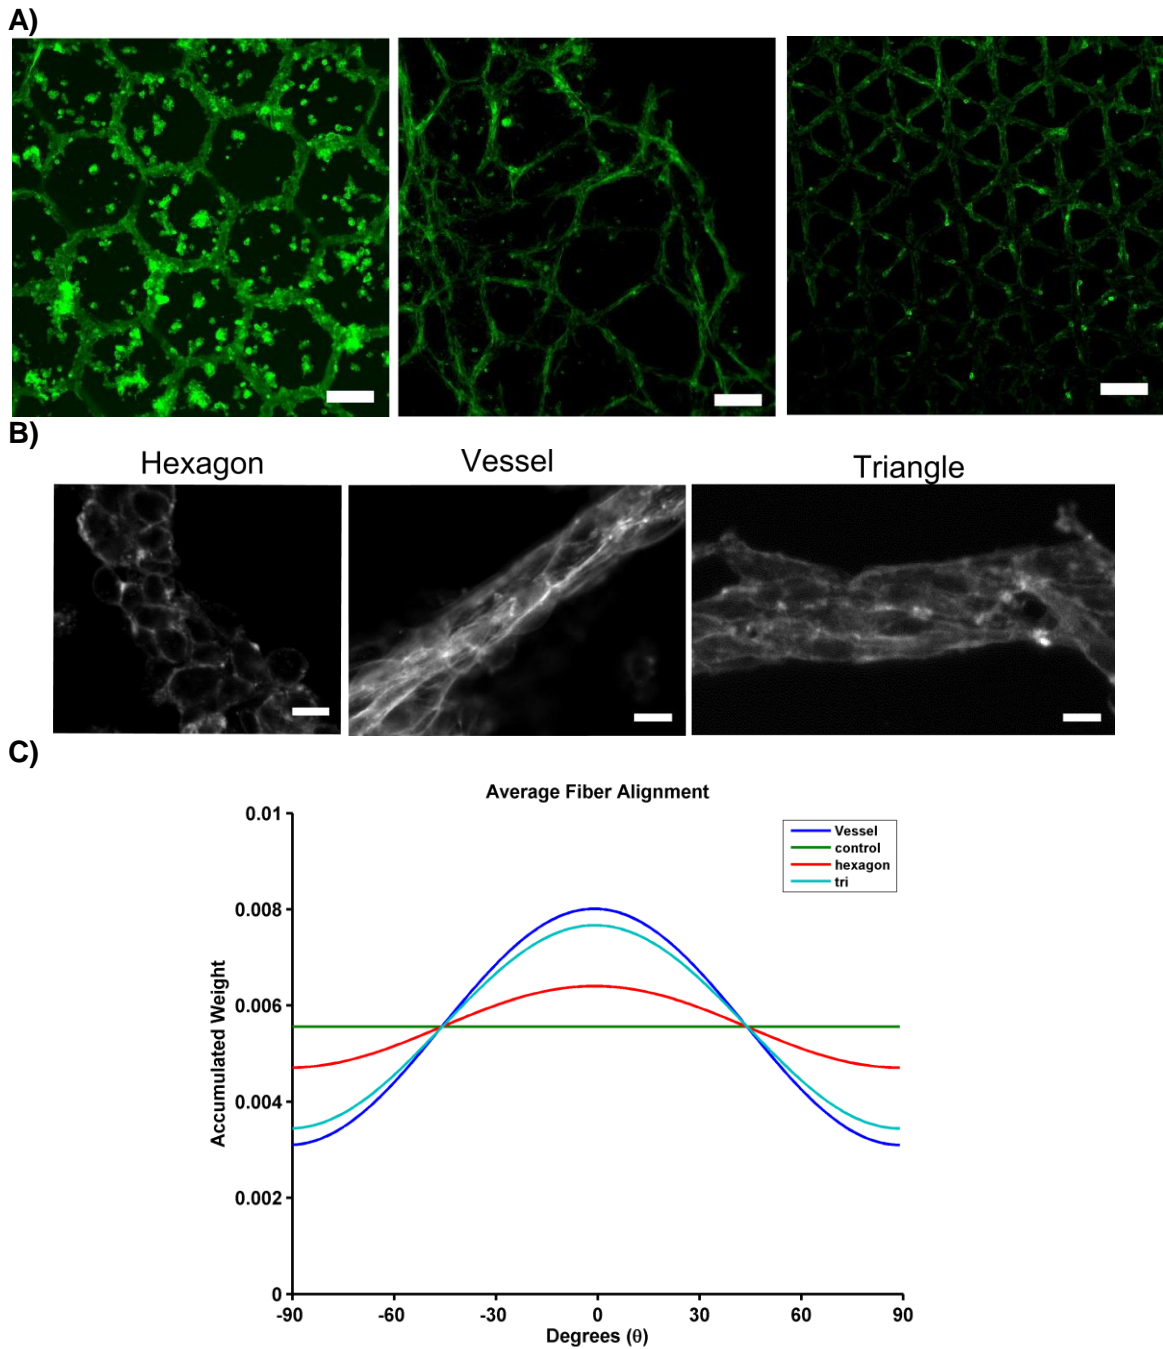 A)
B)
Hexagon
Vessel
Triangle
C)
Average Fiber Alignment
0.01
0.008
0.006
0.004
0.002
0
Accumulated Weight
Vessel
control
hexagon
tri
-90
-60
-30
0
30
60
90
Degrees (θ)